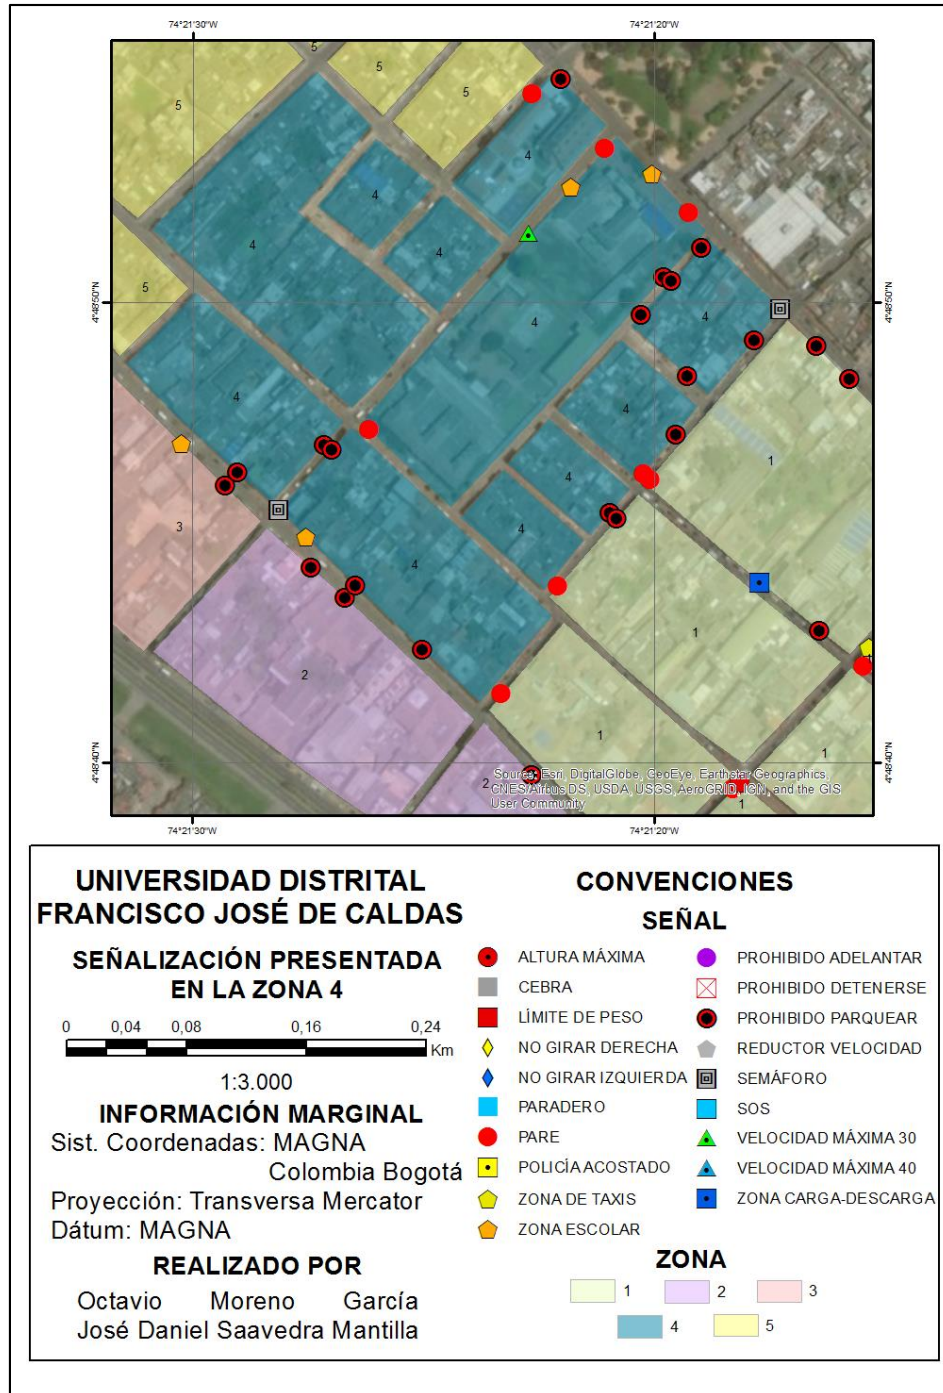 74°21'30"W 74°21'20"W
5
5
5
5
4
4
4
4
5
4
4°48'50"N 4°48'50"N
4
4
4
4
1
4
3
4
4
1
2
1
1
2
4°48'40"N 4°48'40"N
Source: Esri, DigitalGlobe, GeoEye, Earthstar Geographics,
CNES/Airbus DS, USDA, USGS, AeroGRID, IGN, and the GIS
User Community
1
74°21'30"W 74°21'20"W
UNIVERSIDAD DISTRITAL
FRANCISCO JOSÉ DE CALDAS
SEÑALIZACIÓN PRESENTADA
EN LA ZONA 4
0 0,04 0,08 0,16 0,24
Km
1:3.000
INFORMACIÓN MARGINAL
Sist. Coordenadas: MAGNA
Colombia Bogotá
Proyección: Transversa Mercator
Dátum: MAGNA
REALIZADO POR
Octavio Moreno García
José Daniel Saavedra Mantilla
CONVENCIONES
SEÑAL
ALTURA MÁXIMA
CEBRA
LÍMITE DE PESO
NO GIRAR DERECHA
NO GIRAR IZQUIERDA
PARADERO
PARE
POLICÍA ACOSTADO
ZONA DE TAXIS
ZONA ESCOLAR
PROHIBIDO ADELANTAR
PROHIBIDO DETENERSE
PROHIBIDO PARQUEAR
REDUCTOR VELOCIDAD
SEMÁFORO
SOS
VELOCIDAD MÁXIMA 30
VELOCIDAD MÁXIMA 40
ZONA CARGA-DESCARGA
ZONA
1 2 3
4 5